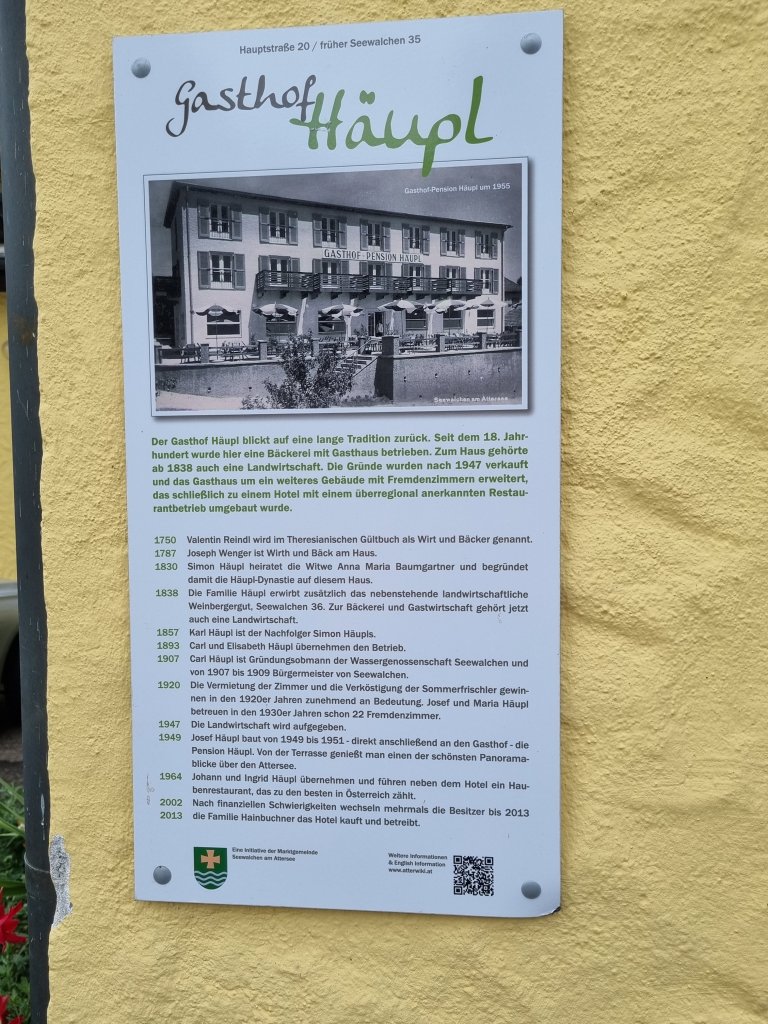 Hauptstraße 20 / früher Seewalchen 35
Gasthof
Häupl
Gasthof-Pension Häupl um 1955
GASTHOF-PENSION HÄUPL
Seewalchen am Attersee
Der Gasthof Häupl blickt auf eine lange Tradition zurück. Seit dem 18. Jahr-
hundert wurde hier eine Bäckerei mit Gasthaus betrieben. Zum Haus gehörte
ab 1838 auch eine Landwirtschaft. Die Gründe wurden nach 1947 verkauft
und das Gasthaus um ein weiteres Gebäude mit Fremdenzimmern erweitert,
das schließlich zu einem Hotel mit einem überregional anerkannten Restau-
rantbetrieb umgebaut wurde.
1750 Valentin Reindl wird im Theresianischen Gültbuch als Wirt und Bäcker genannt.
1787 Joseph Wenger ist Wirth und Bäck am Haus.
1830 Simon Häupl heiratet die Witwe Anna Maria Baumgartner und begründet
damit die Häupl-Dynastie auf diesem Haus.
1838 Die Familie Häupl erwirbt zusätzlich das nebenstehende landwirtschaftliche
Weinbergergut, Seewalchen 36. Zur Bäckerei und Gastwirtschaft gehört jetzt
auch eine Landwirtschaft.
1857 Karl Häupl ist der Nachfolger Simon Häupls.
1893 Carl und Elisabeth Häupl übernehmen den Betrieb.
1907 Carl Häupl ist Gründungsobmann der Wassergenossenschaft Seewalchen und
von 1907 bis 1909 Bürgermeister von Seewalchen.
1920 Die Vermietung der Zimmer und die Verköstigung der Sommerfrischler gewin-
nen in den 1920er Jahren zunehmend an Bedeutung. Josef und Maria Häupl
betreuen in den 1930er Jahren schon 22 Fremdenzimmer.
1947 Die Landwirtschaft wird aufgegeben.
1949 Josef Häupl baut von 1949 bis 1951 - direkt anschließend an den Gasthof - die
Pension Häupl. Von der Terrasse genießt man einen der schönsten Panorama-
blicke über den Attersee.
1964 Johann und Ingrid Häupl übernehmen und führen neben dem Hotel ein Hau-
benrestaurant, das zu den besten in Österreich zählt.
2002 Nach finanziellen Schwierigkeiten wechseln mehrmals die Besitzer bis 2013
2013 die Familie Hainbuchner das Hotel kauft und betreibt.
Eine Initiative der Marktgemeinde
Seewalchen am Attersee
Weitere Informationen
& English Information
www.atterwiki.at